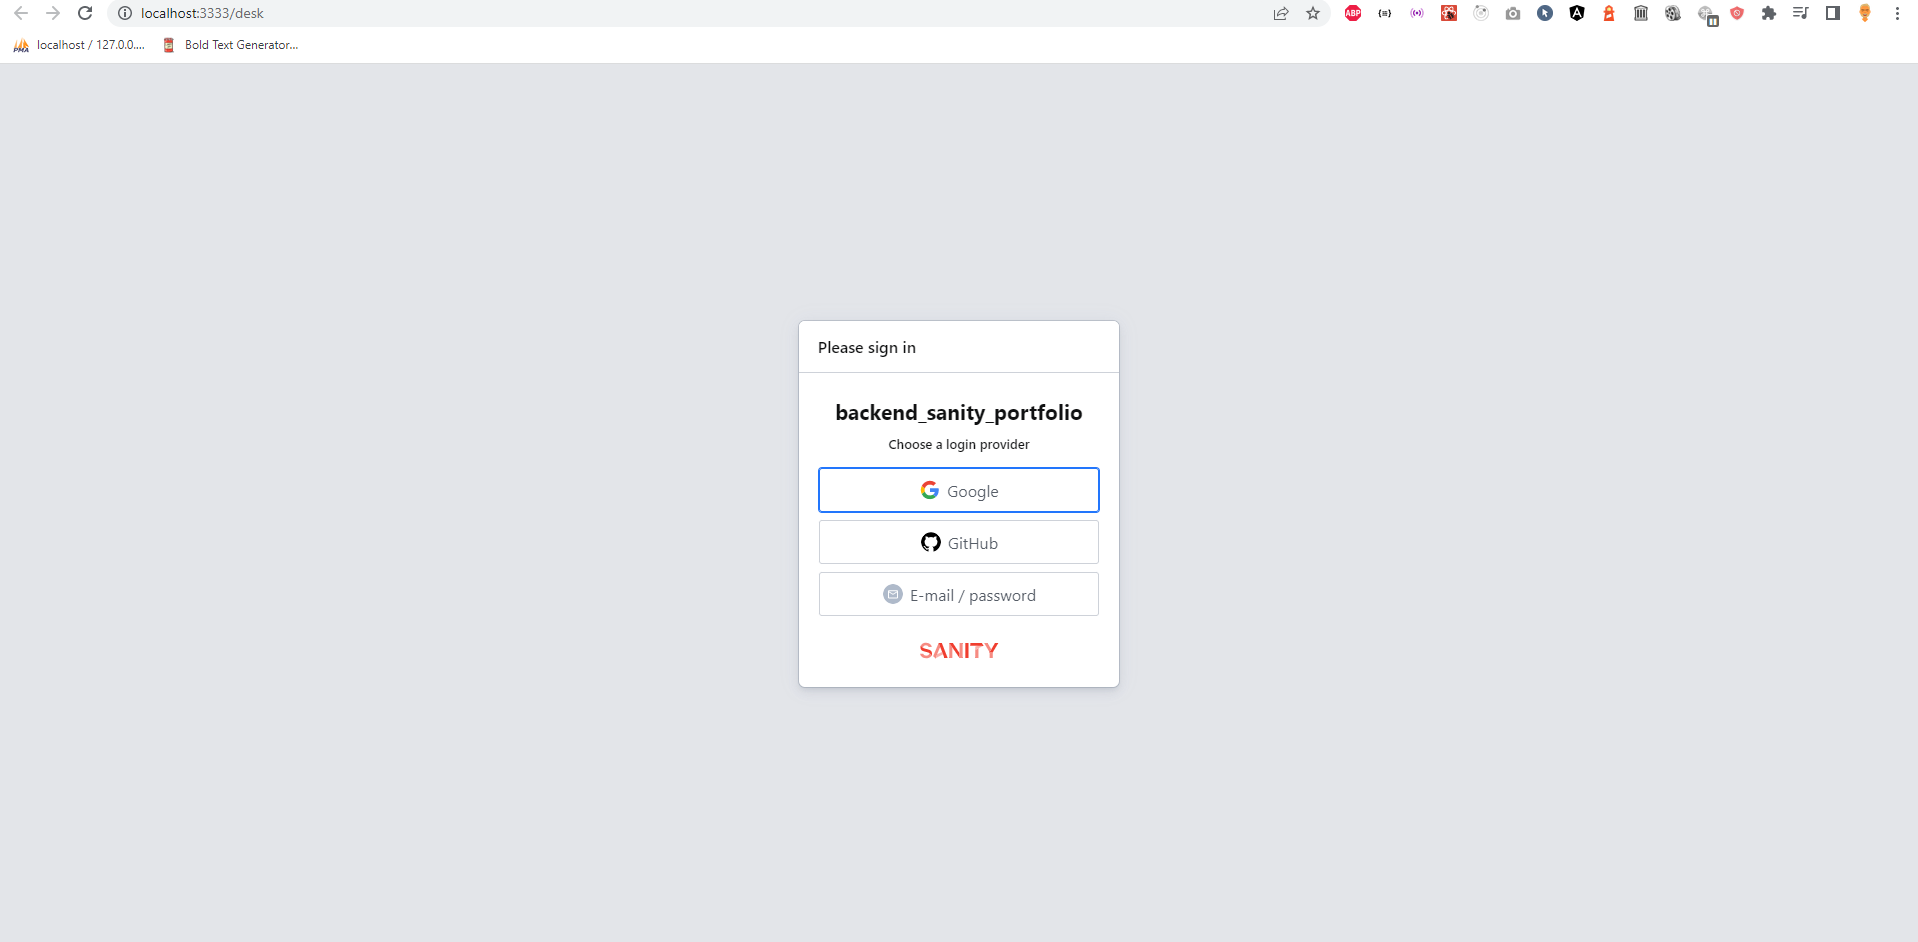 localhost:3333/desk
ABP
localhost / 127.0.0....
Bold Text Generator...
Please sign in
backend_sanity_portfolio
Choose a login provider
Google
GitHub
E-mail / password
SANITY